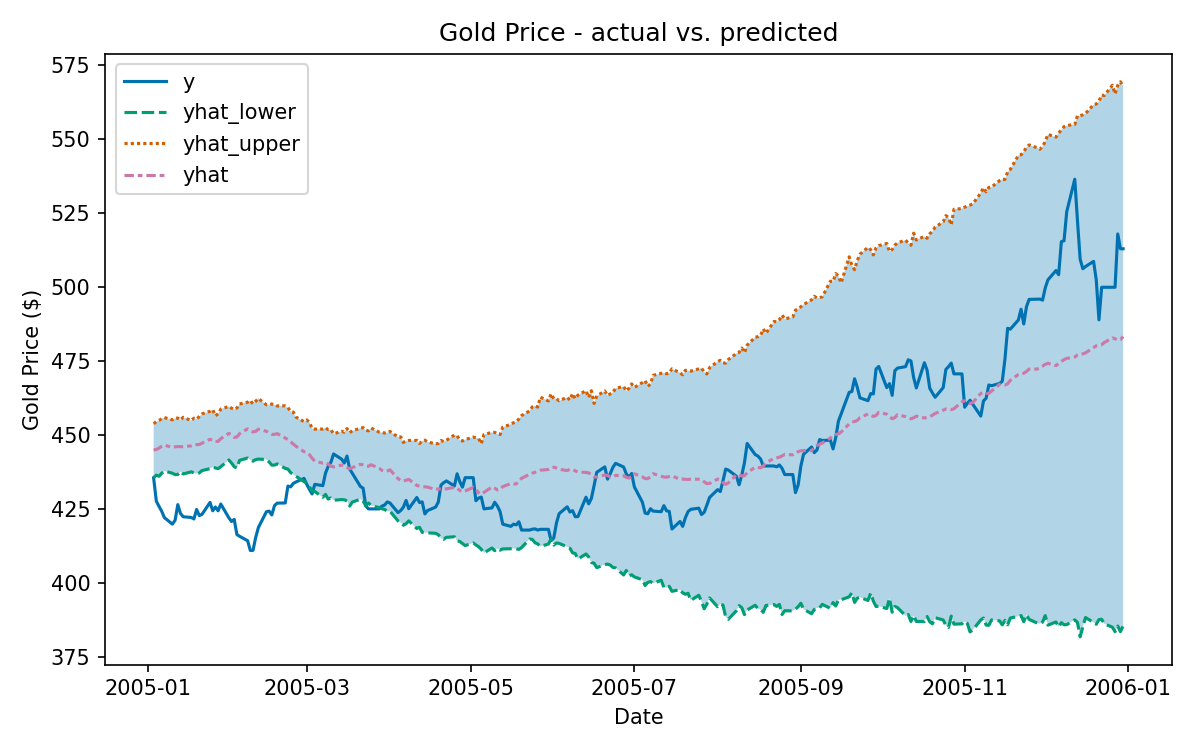 Gold Price - actual vs. predicted
y
yhat_lower
yhat_upper
yhat
Gold Price ($)
575
550
525
500
475
450
425
400
375
2005-01 2005-03 2005-05 2005-07 2005-09 2005-11 2006-01
Date